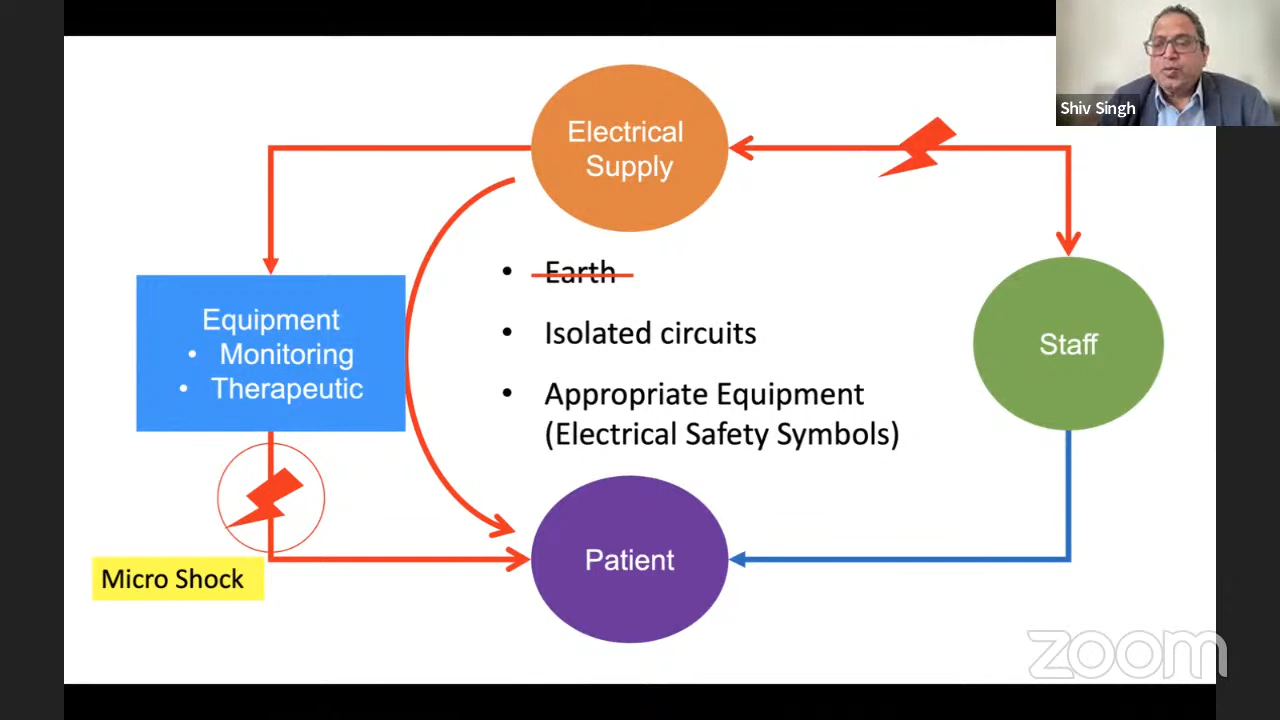 Shiv Singh
Electrical
Supply
• Earth
• Isolated circuits
• Appropriate Equipment
(Electrical Safety Symbols)
Equipment
• Monitoring
• Therapeutic
Staff
Micro Shock
Patient
zoom